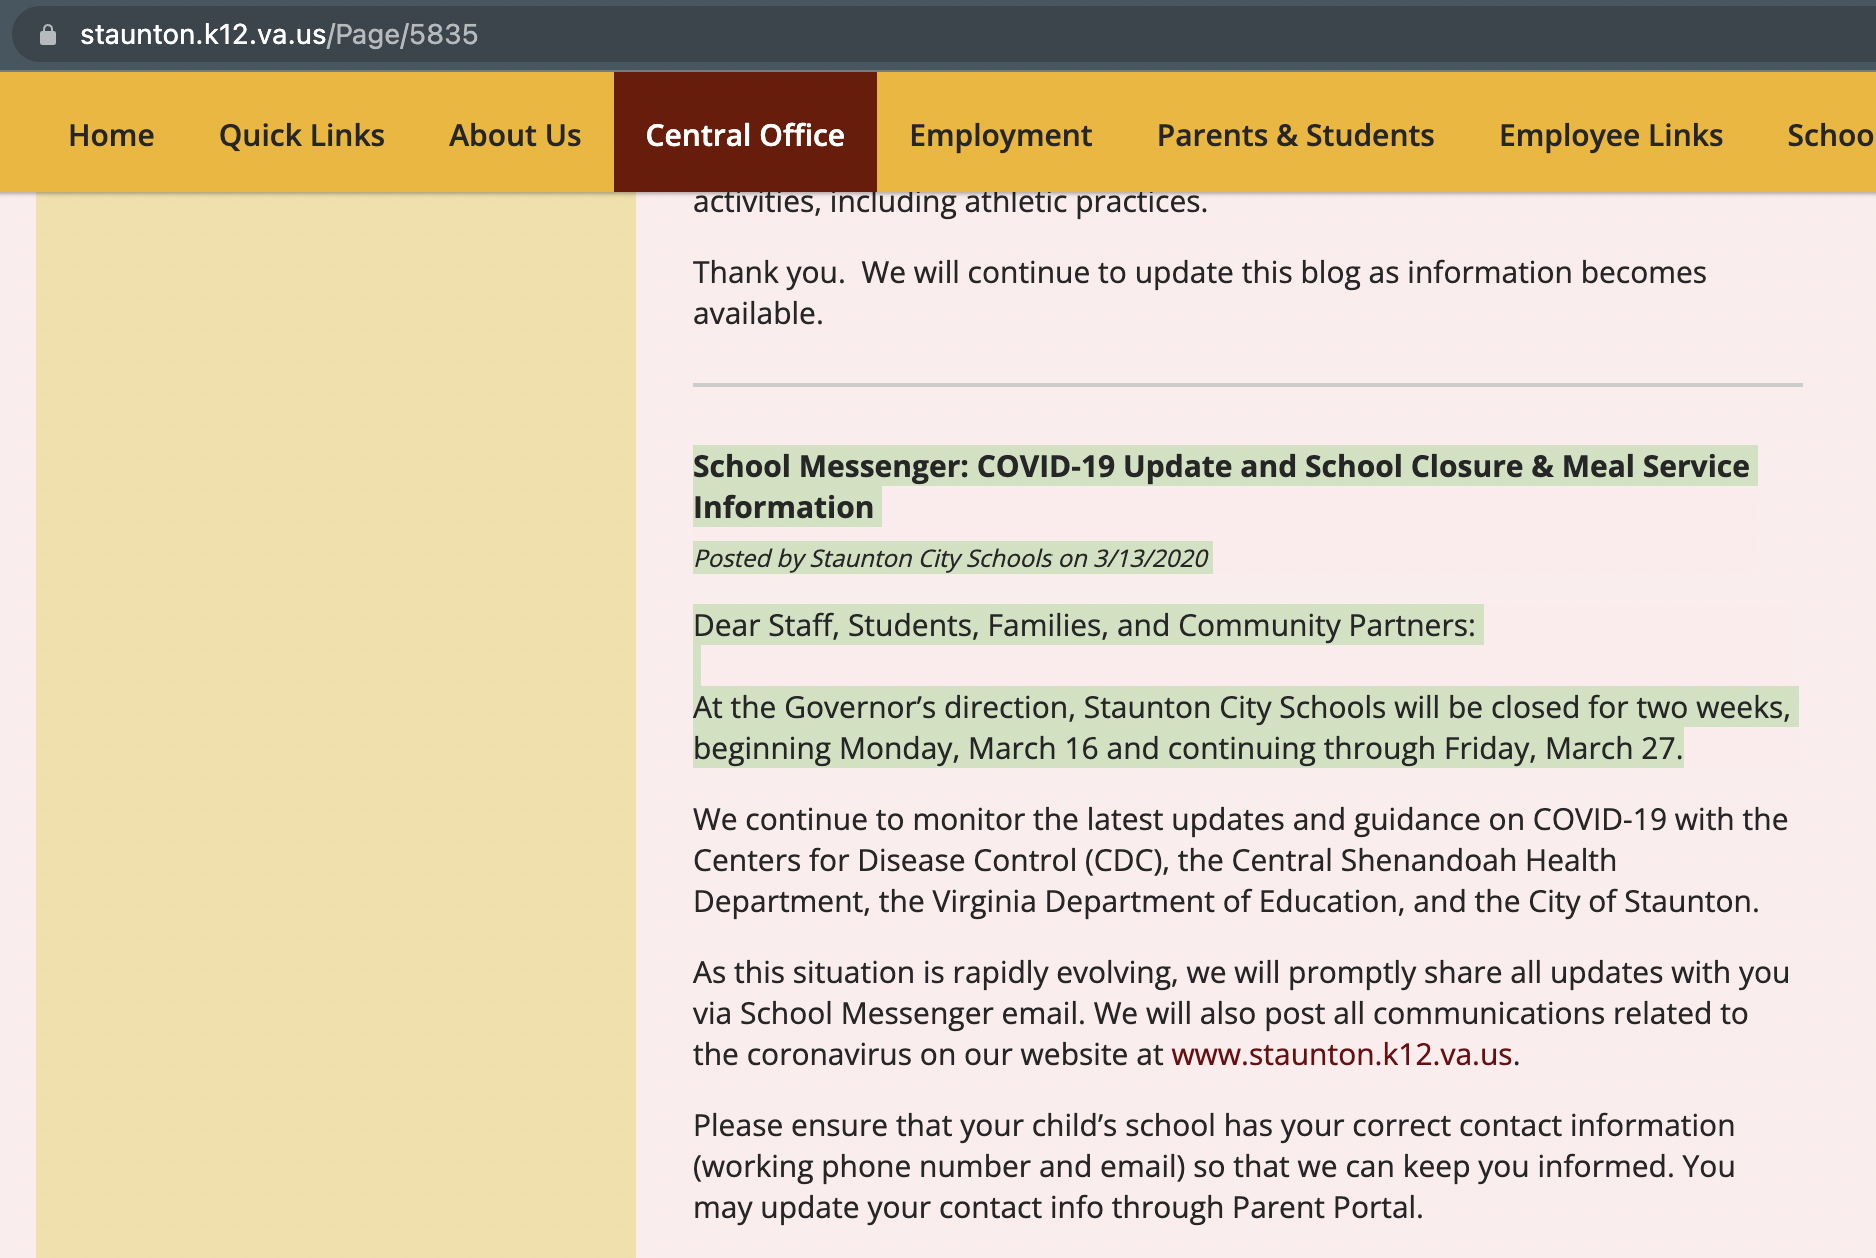 staunton.k12.va.us/Page/5835
Home Quick Links About Us Central Office Employment Parents & Students Employee Links Schoo
activities, including athletic practices.
Thank you.  We will continue to update this blog as information becomes
available.
School Messenger: COVID-19 Update and School Closure & Meal Service
Information
Posted by Staunton City Schools on 3/13/2020
Dear Staff, Students, Families, and Community Partners:
At the Governor’s direction, Staunton City Schools will be closed for two weeks,
beginning Monday, March 16 and continuing through Friday, March 27.
We continue to monitor the latest updates and guidance on COVID-19 with the
Centers for Disease Control (CDC), the Central Shenandoah Health
Department, the Virginia Department of Education, and the City of Staunton.
As this situation is rapidly evolving, we will promptly share all updates with you
via School Messenger email. We will also post all communications related to
the coronavirus on our website at www.staunton.k12.va.us.
Please ensure that your child’s school has your correct contact information
(working phone number and email) so that we can keep you informed. You
may update your contact info through Parent Portal.